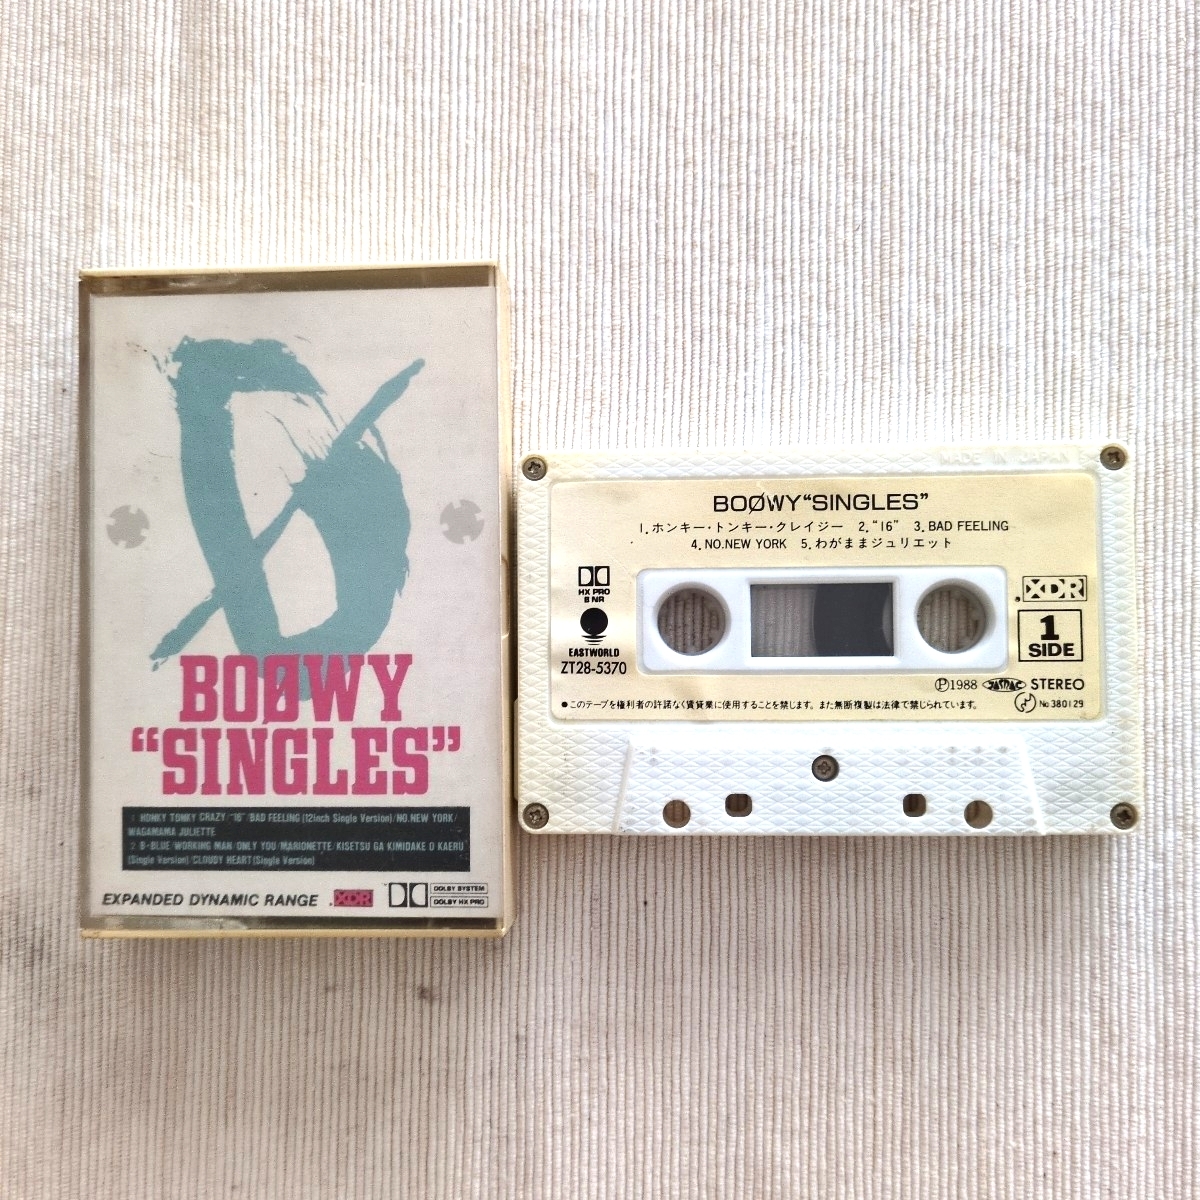 BOØWY
“SINGLES”
1 HONKY TONKY CRAZY/“16”/BAD FEELING (12inch Single Version)/NO. NEW YORK/
WAGAMAMA JULIETTE
2 B・BLUE/WORKING MAN/ONLY YOU/MARIONETTE/KISETSU GA KIMIDAKE O KAERU
(Single Version)/CLOUDY HEART (Single Version)
EXPANDED DYNAMIC RANGE XDR
DOLBY SYSTEM
DOLBY HX PRO
MADE IN JAPAN
BOØWY“SINGLES”
1.ホンキー・トンキー・クレイジー 2.“16” 3.BAD FEELING
4.NO.NEW YORK 5.わがままジュリエット
HX PRO
B NR
EASTWORLD
ZT28-5370
XDR
1
SIDE
Ⓟ1988 JASRAC STEREO
●このテープを権利者の許諾なく賃貸業に使用することを禁じます。また無断複製は法律で禁じられています。
No 380129